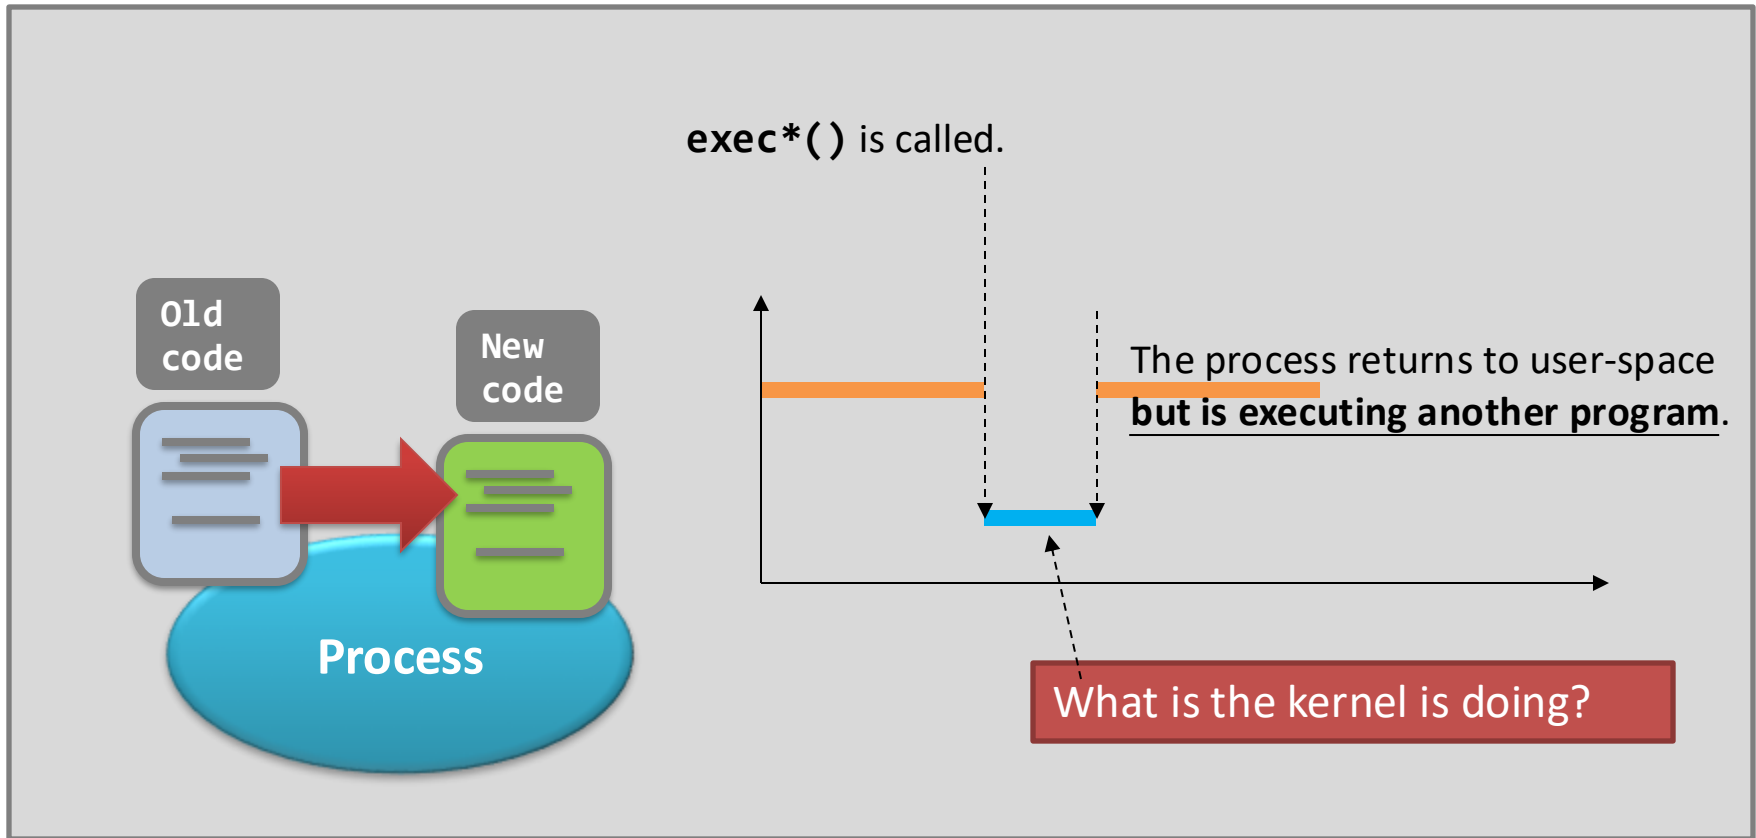 exec*() is called.
Old
code
New
code
The process returns to user-space
but is executing another program.
Process
What is the kernel is doing?